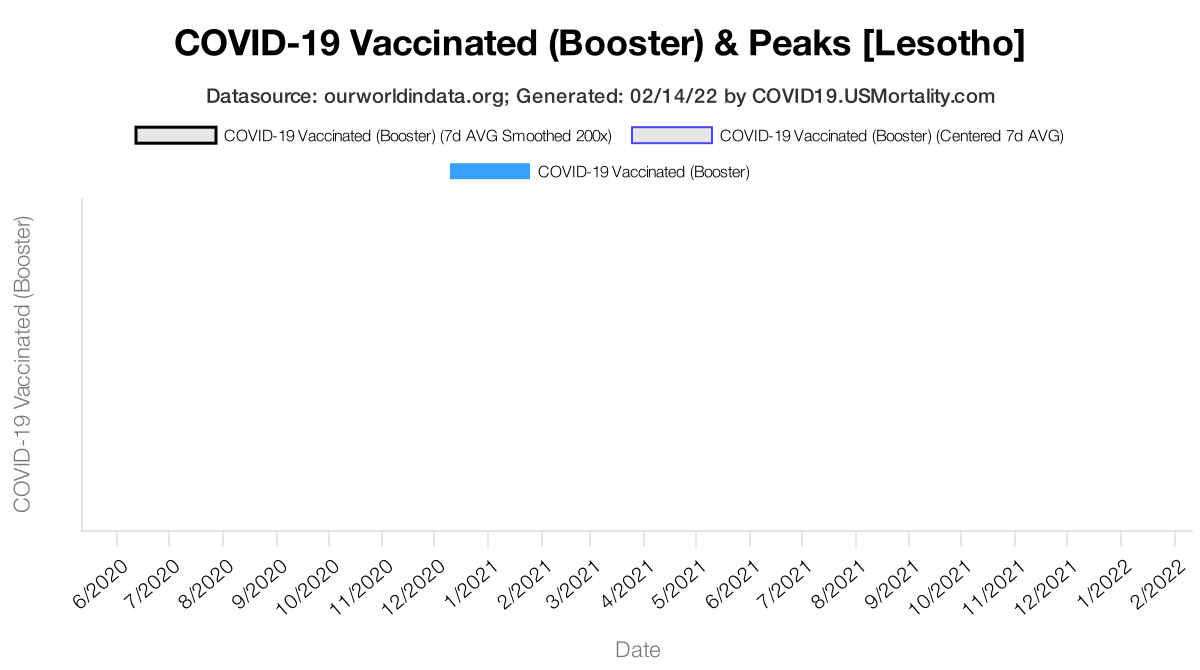 COVID-19 Vaccinated (Booster) & Peaks [Lesotho]
Datasource: ourworldindata.org; Generated: 02/14/22 by COVID19.USMortality.com
COVID-19 Vaccinated (Booster) (7d AVG Smoothed 200x) COVID-19 Vaccinated (Booster) (Centered 7d AVG)
COVID-19 Vaccinated (Booster)
COVID-19 Vaccinated (Booster)
6/2020 7/2020 8/2020 9/2020 10/2020 11/2020 12/2020 1/2021 2/2021 3/2021 4/2021 5/2021 6/2021 7/2021 8/2021 9/2021 10/2021 11/2021 12/2021 1/2022 2/2022
Date